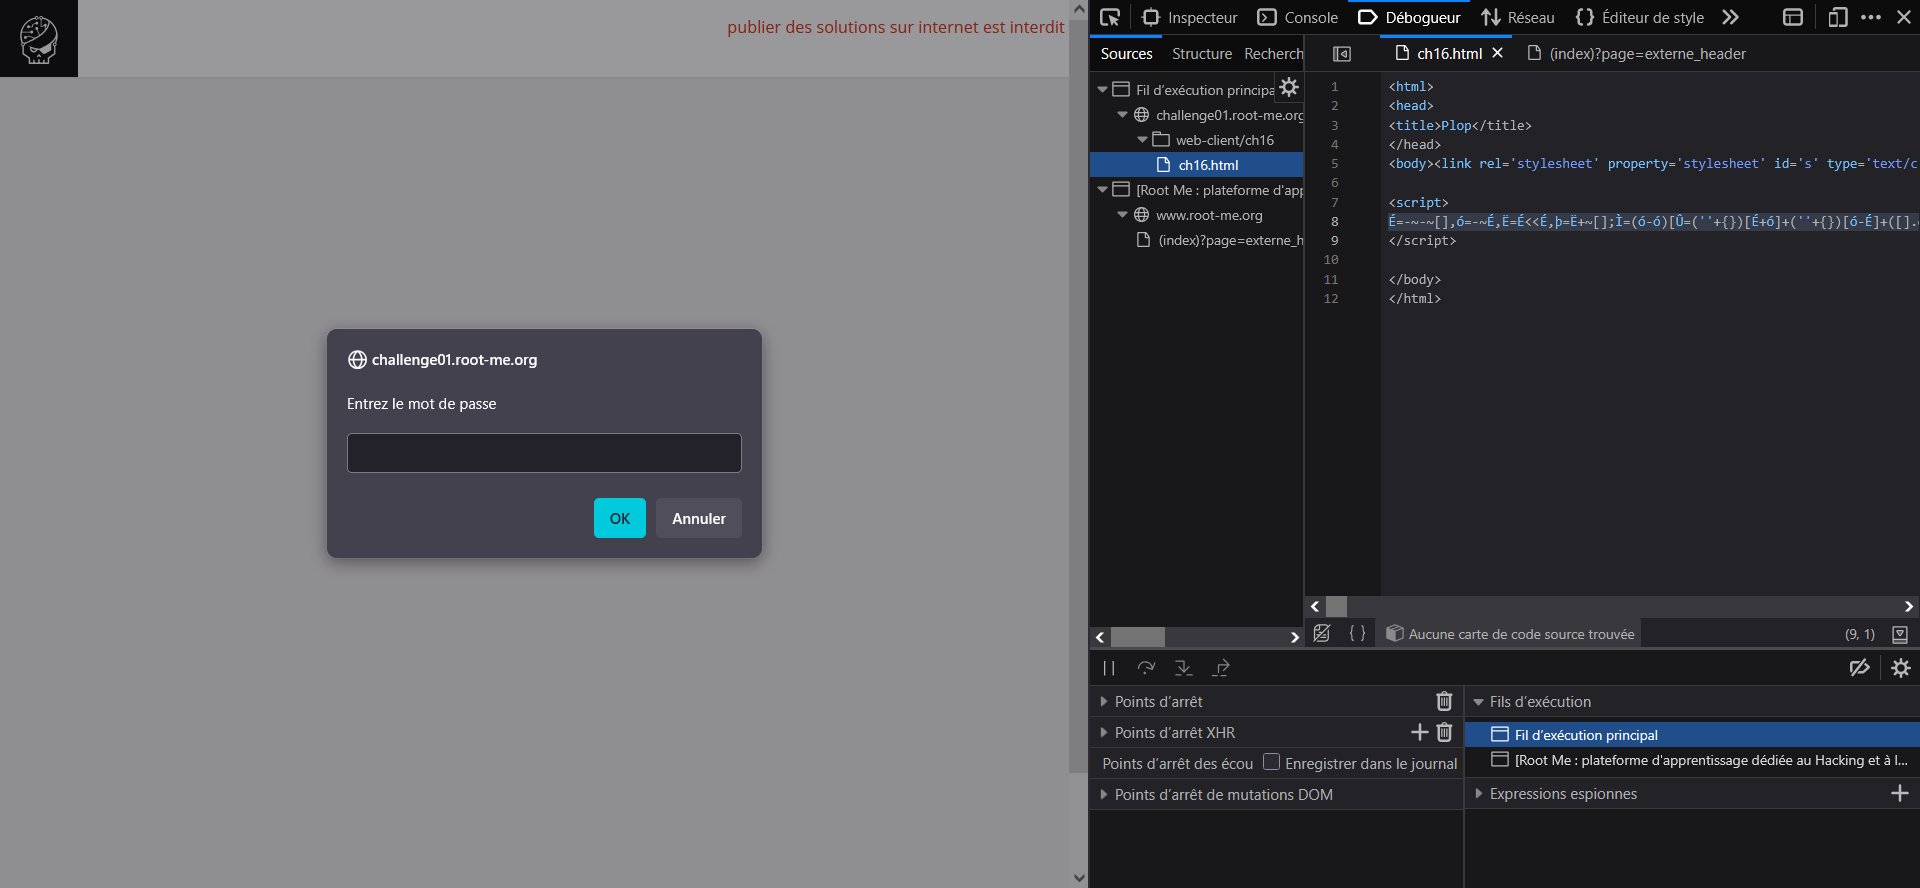 publier des solutions sur internet est interdit
challenge01.root-me.org
Entrez le mot de passe
OK
Annuler
Inspecteur
Console
Débogueur
Réseau
Éditeur de style
Sources
Structure
Recherch
ch16.html
(index)?page=externe_header
Fil d'exécution principa
challenge01.root-me.org
web-client/ch16
ch16.html
[Root Me : plateforme d'app
www.root-me.org
(index)?page=externe_h
1 <html>
2 <head>
3 <title>Plop</title>
4 </head>
5 <body><link rel='stylesheet' property='stylesheet' id='s' type='text/c
6
7 <script>
8 É=-~-~[],ó=-~É,Ë=É<<É,þ=Ë+~[];Ì=(ó-ó)[Û=(''+{})[É+ó]+(''+{})[ó-É]+([].
9 </script>
10
11 </body>
12 </html>
Aucune carte de code source trouvée
(9, 1)
Points d'arrêt
Points d'arrêt XHR
Points d'arrêt des écou
Enregistrer dans le journal
Points d'arrêt de mutations DOM
Fils d'exécution
Fil d'exécution principal
[Root Me : plateforme d'apprentissage dédiée au Hacking et à l...
Expressions espionnes